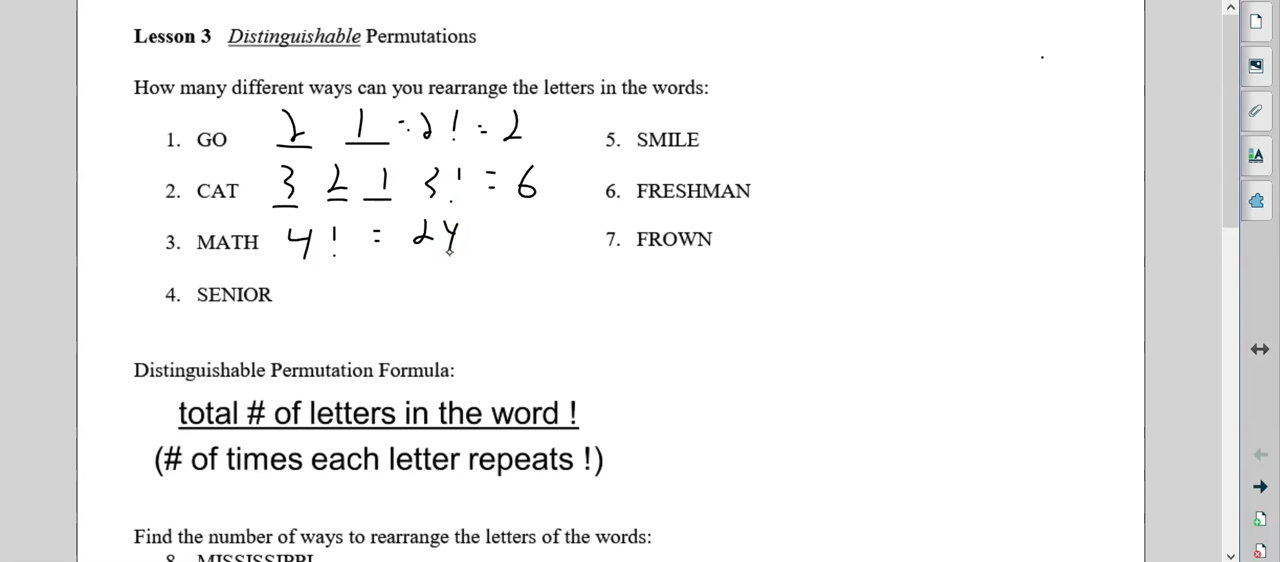 Lesson 3 Distinguishable Permutations
How many different ways can you rearrange the letters in the words:
1. GO 2 1 = 2! = 2
2. CAT 3 2 1 3! = 6
3. MATH 4! = 24
4. SENIOR
5. SMILE
6. FRESHMAN
7. FROWN
Distinguishable Permutation Formula:
total # of letters in the word !
(# of times each letter repeats !)
Find the number of ways to rearrange the letters of the words:
8. MISSISSIPPI